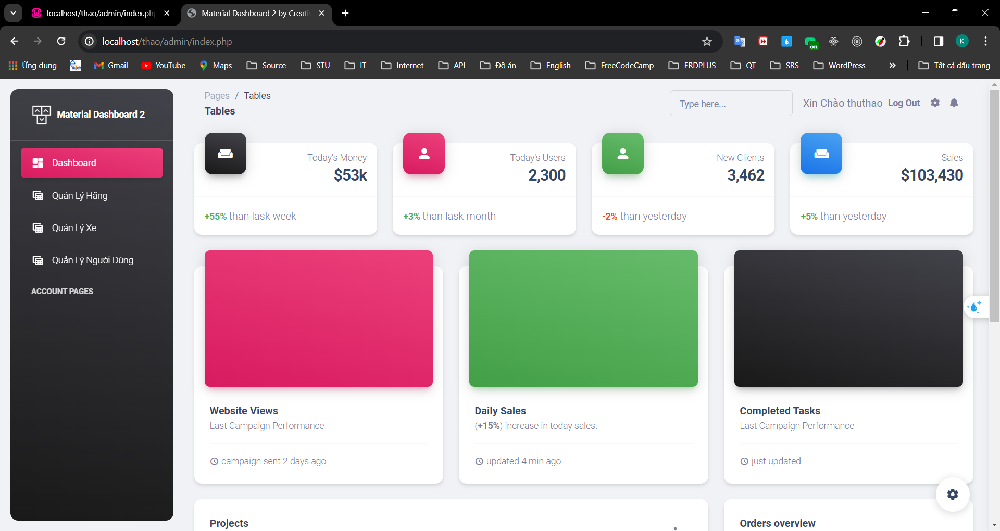 localhost/thao/admin/index.php
Material Dashboard 2 by Creati
localhost/thao/admin/index.php
on
K
Ứng dụng
Gmail
YouTube
Maps
Source
STU
IT
Internet
API
Đồ án
English
FreeCodeCamp
ERDPLUS
QT
SRS
WordPress
Tất cả dấu trang
Material Dashboard 2
Dashboard
Quản Lý Hãng
Quản Lý Xe
Quản Lý Người Dùng
ACCOUNT PAGES
Pages / Tables
Tables
Type here...
Xin Chào thuthao Log Out
Today's Money
$53k
+55% than lask week
Today's Users
2,300
+3% than lask month
New Clients
3,462
-2% than yesterday
Sales
$103,430
+5% than yesterday
Website Views
Last Campaign Performance
campaign sent 2 days ago
Daily Sales
(+15%) increase in today sales.
updated 4 min ago
Completed Tasks
Last Campaign Performance
just updated
Projects
Orders overview